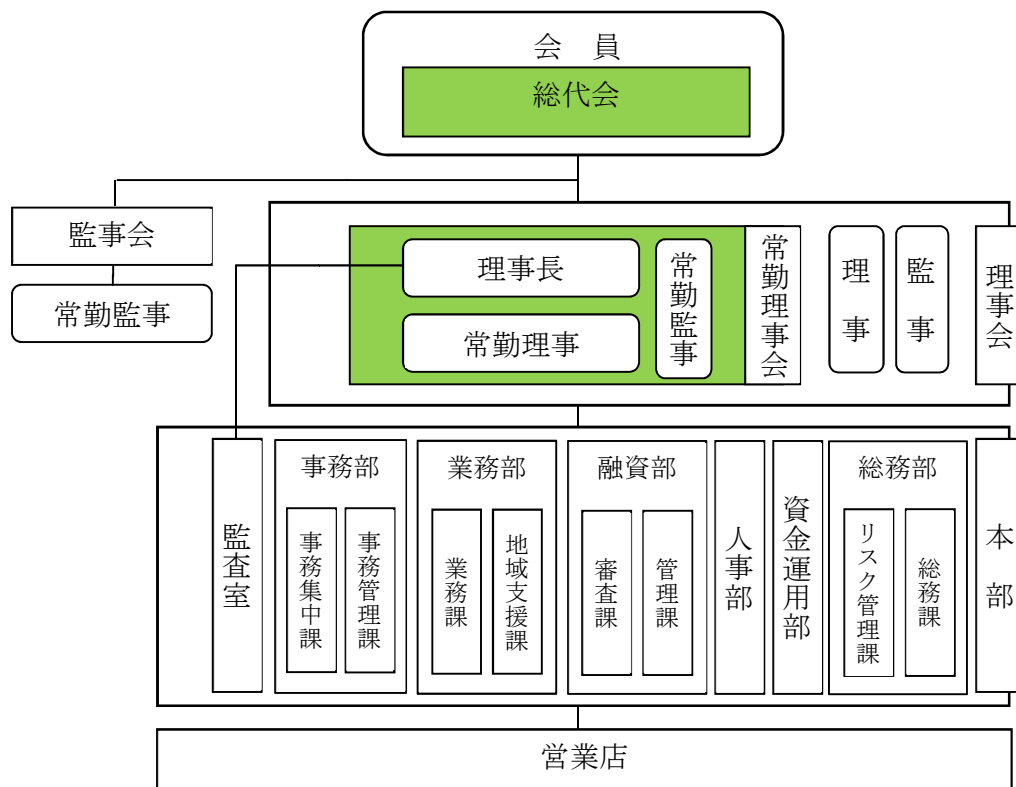 会　員
総代会
監事会
常勤監事
理事長
常勤理事
常勤監事
常勤理事会
理　事
監　事
理事会
監査室
事務部
事務集中課
事務管理課
業務部
業務課
地域支援課
融資部
審査課
管理課
人事部
資金運用部
総務部
リスク管理課
総務課
本　部
営業店